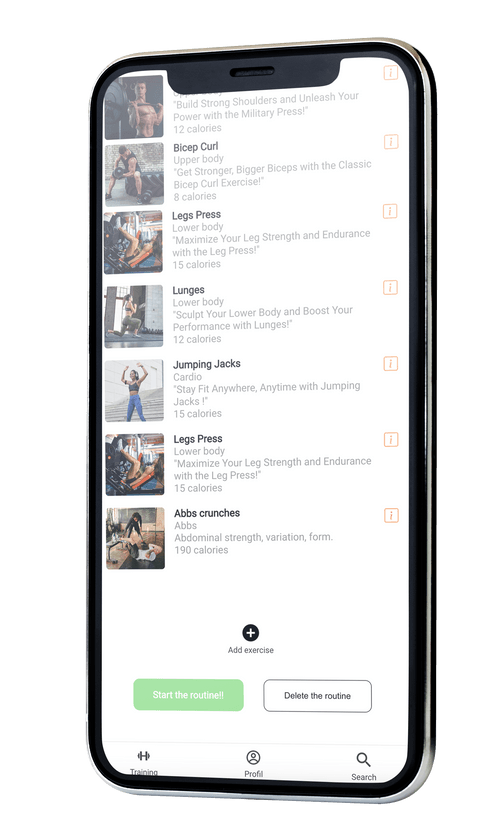 "Build Strong Shoulders and Unleash Your
Power with the Military Press!"
12 calories
Bicep Curl
Upper body
"Get Stronger, Bigger Biceps with the Classic
Bicep Curl Exercise!"
8 calories
Legs Press
Lower body
"Maximize Your Leg Strength and Endurance
with the Leg Press!"
15 calories
Lunges
Lower body
"Sculpt Your Lower Body and Boost Your
Performance with Lunges!"
12 calories
Jumping Jacks
Cardio
"Stay Fit Anywhere, Anytime with Jumping
Jacks !"
15 calories
Legs Press
Lower body
"Maximize Your Leg Strength and Endurance
with the Leg Press!"
15 calories
Abbs crunches
Abbs
Abdominal strength, variation, form.
190 calories
Add exercise
Start the routine!!
Delete the routine
Training
Profil
Search